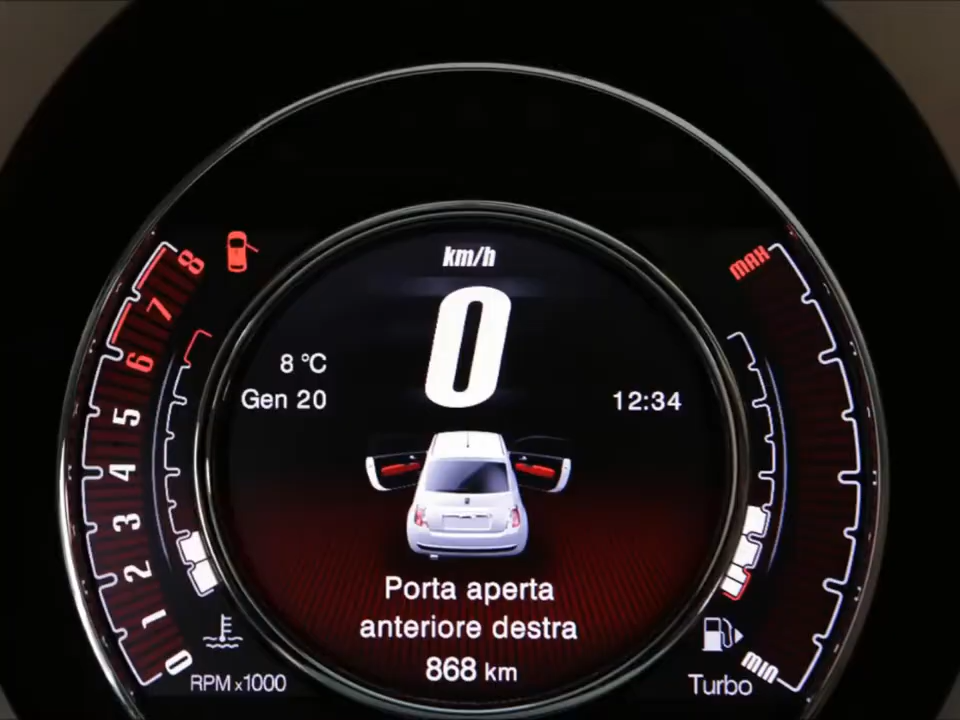 km/h
0
8 °C
Gen 20
12:34
Porta aperta
anteriore destra
868 km
8
7
6
5
4
3
2
1
0
RPM x1000
MAX
MIN
Turbo